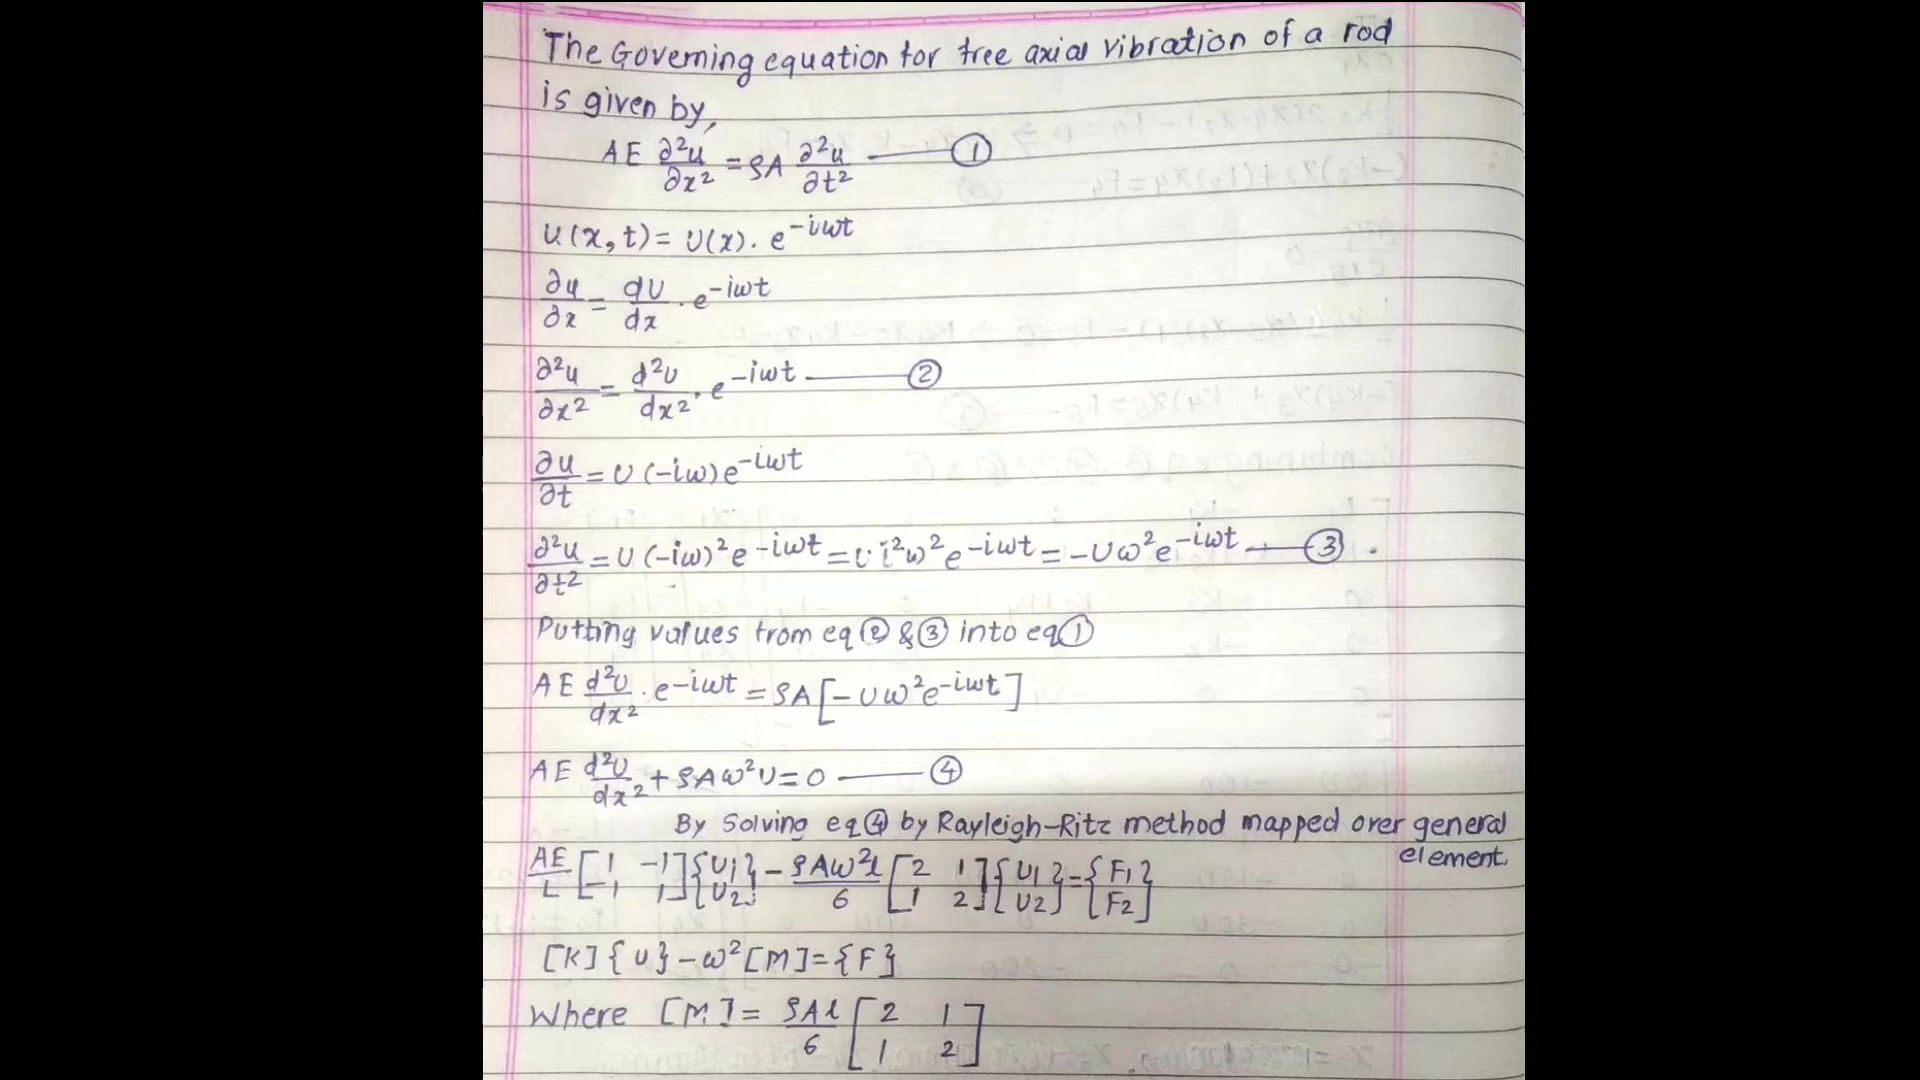 The Governing equation for free axial vibration of a rod
is given by,
AE ∂²u/∂x² = ρA ∂²u/∂t² —— ①
u(x,t) = U(x). e^-iωt
∂u/∂x = dU/dx . e^-iωt
∂²u/∂x² = d²U/dx² . e^-iωt —— ②
∂u/∂t = U(-iω)e^-iωt
∂²u/∂t² = U(-iω)²e^-iωt = U i²ω²e^-iωt = -Uω²e^-iωt —— ③
Putting values from eq ② & ③ into eq ①
AE d²U/dx² . e^-iωt = ρA[-Uω²e^-iωt]
AE d²U/dx² + ρAω²U = 0 —— ④
By Solving eq ④ by Rayleigh-Ritz method mapped over general
element.
AE/L [1 -1; -1 1]{U1; U2} - ρAω²l/6 [2 1; 1 2]{U1; U2} = {F1; F2}
[K]{U} - ω²[M] = {F}
Where [M] = ρAl/6 [2 1; 1 2]